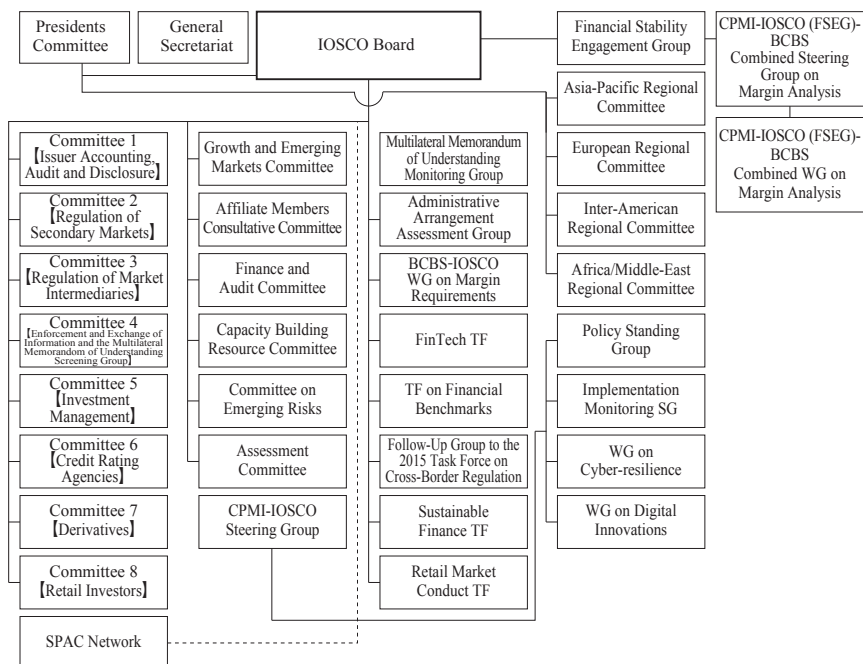 Presidents
Committee
General
Secretariat
IOSCO Board
Financial Stability
Engagement Group
CPMI-IOSCO (FSEG)-
BCBS
Combined Steering
Group on
Margin Analysis
CPMI-IOSCO (FSEG)-
BCBS
Combined WG on
Margin Analysis
Asia-Pacific Regional
Committee
European Regional
Committee
Inter-American
Regional Committee
Africa/Middle-East
Regional Committee
Committee 1
【Issuer Accounting,
Audit and Disclosure】
Committee 2
【Regulation of
Secondary Markets】
Committee 3
【Regulation of Market
Intermediaries】
Committee 4
【Enforcement and Exchange of
Information and the Multilateral
Memorandom of Understanding
Screening Group】
Committee 5
【Investment
Management】
Committee 6
【Credit Rating
Agencies】
Committee 7
【Derivatives】
Committee 8
【Retail Investors】
SPAC Network
Growth and Emerging
Markets Committee
Affiliate Members
Consultative Committee
Finance and
Audit Committee
Capacity Building
Resource Committee
Committee on
Emerging Risks
Assessment
Committee
CPMI-IOSCO
Steering Group
Multilateral Memorandom
of Understanding
Monitoring Group
Administrative
Arrangement
Assessment Group
BCBS-IOSCO
WG on Margin
Requirements
FinTech TF
TF on Financial
Benchmarks
Follow-Up Group to the
2015 Task Force on
Cross-Border Regulation
Sustainable
Finance TF
Retail Market
Conduct TF
Policy Standing
Group
Implementation
Monitoring SG
WG on
Cyber-resilience
WG on Digital
Innovations